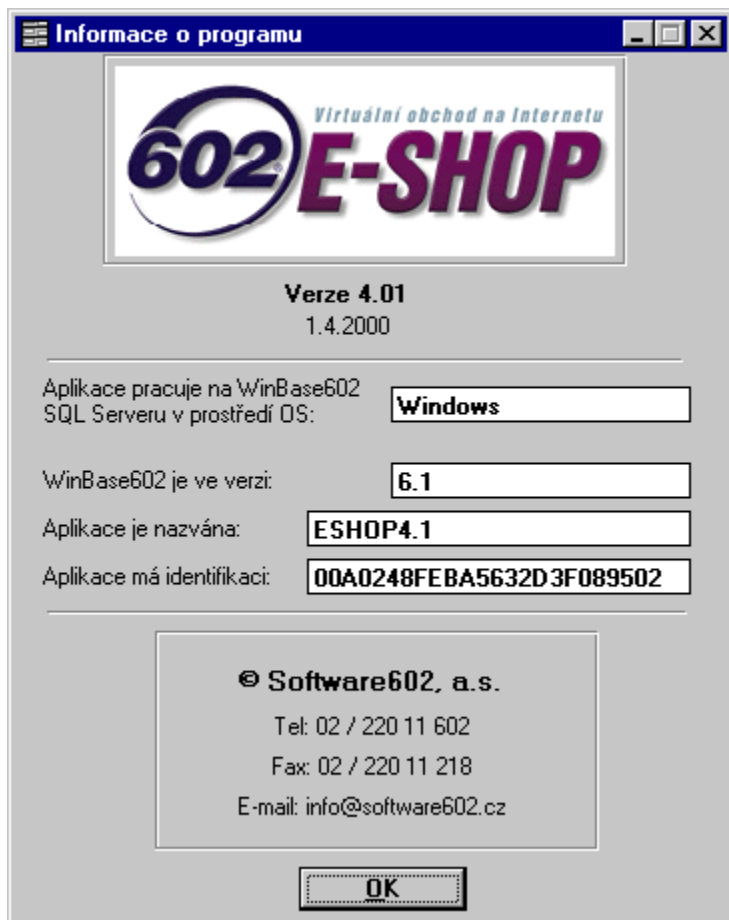 Informace o programu
Virtuální obchod na Internetu
602® E-SHOP
Verze 4.01
1.4.2000
Aplikace pracuje na WinBase602
SQL Serveru v prostředí OS:
Windows
WinBase602 je ve verzi:
6.1
Aplikace je nazvána:
ESHOP4.1
Aplikace má identifikaci:
00A0248FEBA5632D3F089502
© Software602, a.s.
Tel: 02 / 220 11 602
Fax: 02 / 220 11 218
E-mail: info@software602.cz
OK